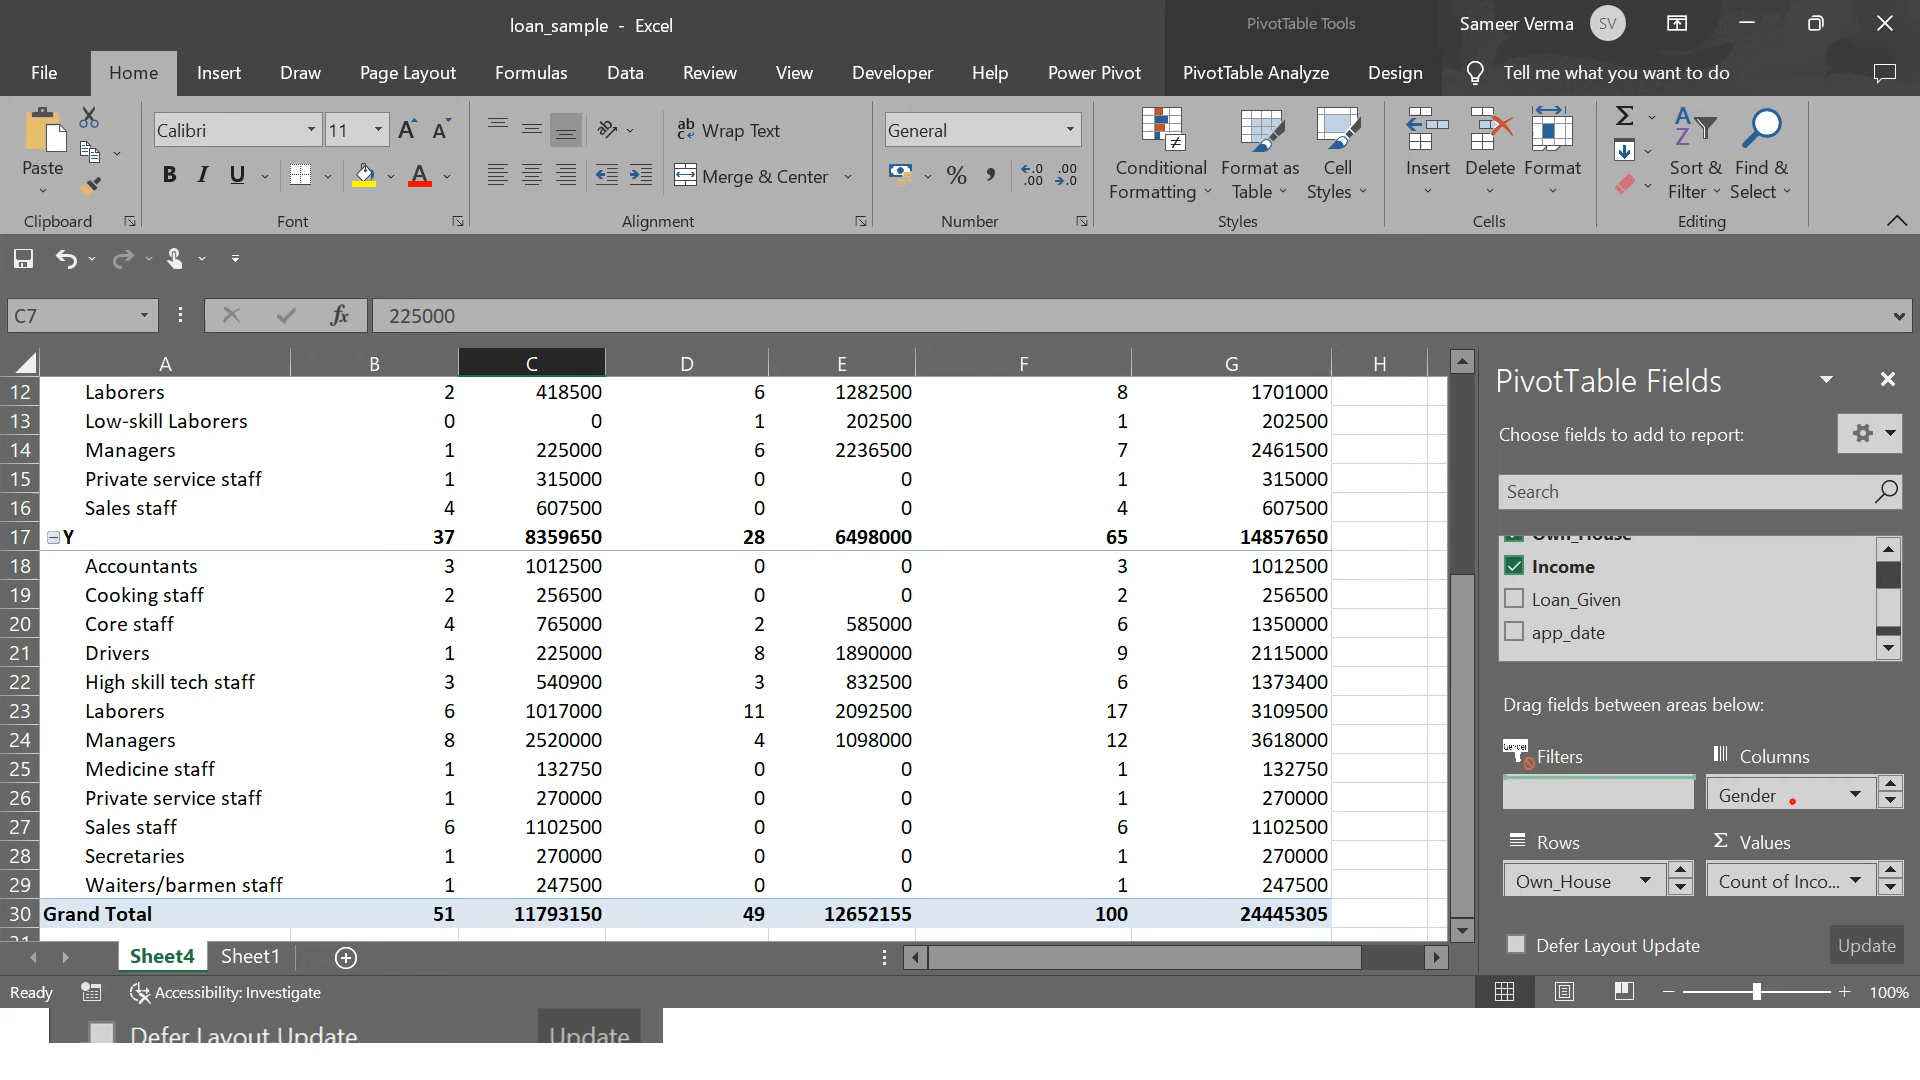 loan_sample - Excel
PivotTable Tools
Sameer Verma
SV
File
Home
Insert
Draw
Page Layout
Formulas
Data
Review
View
Developer
Help
Power Pivot
PivotTable Analyze
Design
Tell me what you want to do
Paste
Calibri
11
Wrap Text
Merge & Center
General
Conditional Formatting
Format as Table
Cell Styles
Insert
Delete
Format
Sort & Filter
Find & Select
Clipboard
Font
Alignment
Number
Styles
Cells
Editing
C7
fx
225000
A B C D E F G H
12 Laborers 2 418500 6 1282500 8 1701000
13 Low-skill Laborers 0 0 1 202500 1 202500
14 Managers 1 225000 6 2236500 7 2461500
15 Private service staff 1 315000 0 0 1 315000
16 Sales staff 4 607500 0 0 4 607500
17 Y 37 8359650 28 6498000 65 14857650
18 Accountants 3 1012500 0 0 3 1012500
19 Cooking staff 2 256500 0 0 2 256500
20 Core staff 4 765000 2 585000 6 1350000
21 Drivers 1 225000 8 1890000 9 2115000
22 High skill tech staff 3 540900 3 832500 6 1373400
23 Laborers 6 1017000 11 2092500 17 3109500
24 Managers 8 2520000 4 1098000 12 3618000
25 Medicine staff 1 132750 0 0 1 132750
26 Private service staff 1 270000 0 0 1 270000
27 Sales staff 6 1102500 0 0 6 1102500
28 Secretaries 1 270000 0 0 1 270000
29 Waiters/barmen staff 1 247500 0 0 1 247500
30 Grand Total 51 11793150 49 12652155 100 24445305
PivotTable Fields
Choose fields to add to report:
Search
Own_House
Income
Loan_Given
app_date
Drag fields between areas below:
Gender
Filters
Columns
Gender
Rows
Values
Own_House
Count of Inco...
Defer Layout Update
Update
Sheet4
Sheet1
Ready
Accessibility: Investigate
100%
Defer Layout Update
Update